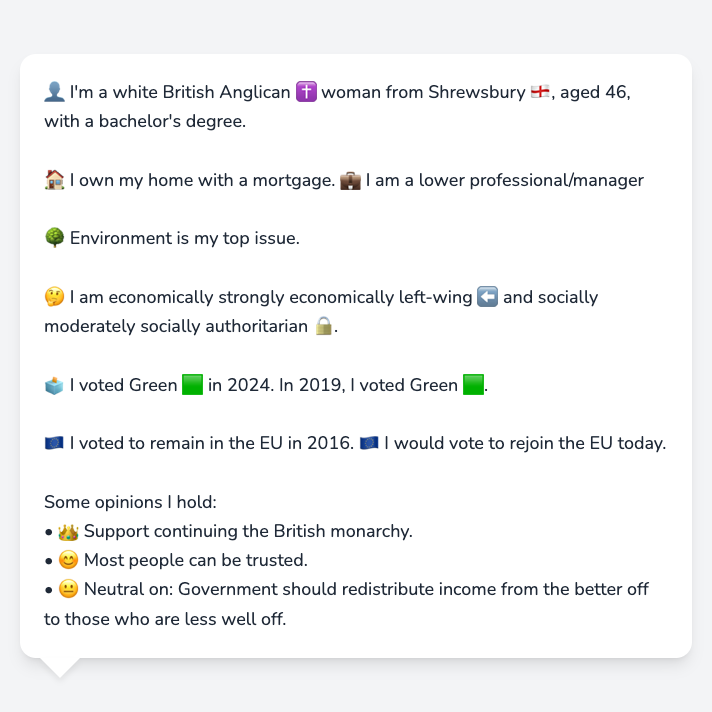 👤 I'm a white British Anglican ✝️ woman from Shrewsbury 🏴󠁧󠁢󠁥󠁮󠁧󠁿, aged 46,
with a bachelor's degree.
🏠 I own my home with a mortgage. 💼 I am a lower professional/manager
🌳 Environment is my top issue.
🤔 I am economically strongly economically left-wing ⬅️ and socially
moderately socially authoritarian 🔒.
🗳️ I voted Green 🟩 in 2024. In 2019, I voted Green 🟩.
🇪🇺 I voted to remain in the EU in 2016. 🇪🇺 I would vote to rejoin the EU today.
Some opinions I hold:
• 👑 Support continuing the British monarchy.
• 😊 Most people can be trusted.
• 😐 Neutral on: Government should redistribute income from the better off
to those who are less well off.